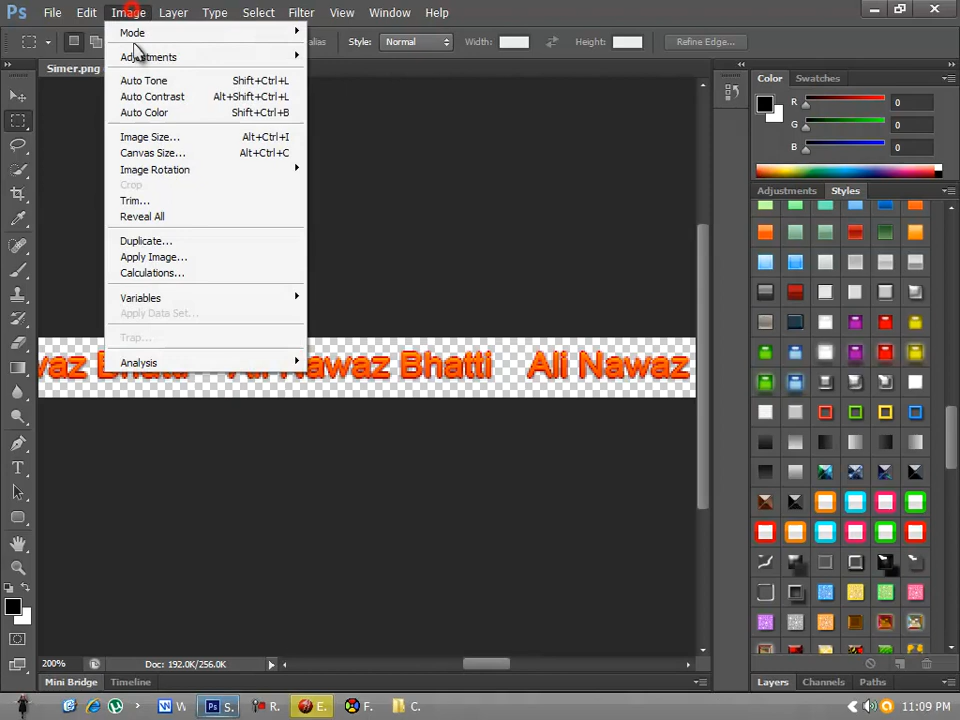 Ps File Edit Image Layer Type Select Filter View Window Help
Style: Normal Width: Height: Refine Edge...
Simer.png
Mode
Adjustments
Auto Tone Shift+Ctrl+L
Auto Contrast Alt+Shift+Ctrl+L
Auto Color Shift+Ctrl+B
Image Size... Alt+Ctrl+I
Canvas Size... Alt+Ctrl+C
Image Rotation
Crop
Trim...
Reveal All
Duplicate...
Apply Image...
Calculations...
Variables
Apply Data Set...
Trap...
Analysis
Color Swatches
R 0
G 0
B 0
Adjustments Styles
Nawaz Bhatti Ali Nawaz
200% Doc: 192.0K/256.0K
Mini Bridge Timeline
Layers Channels Paths
W Ps S. R. E. F. C. 11:09 PM